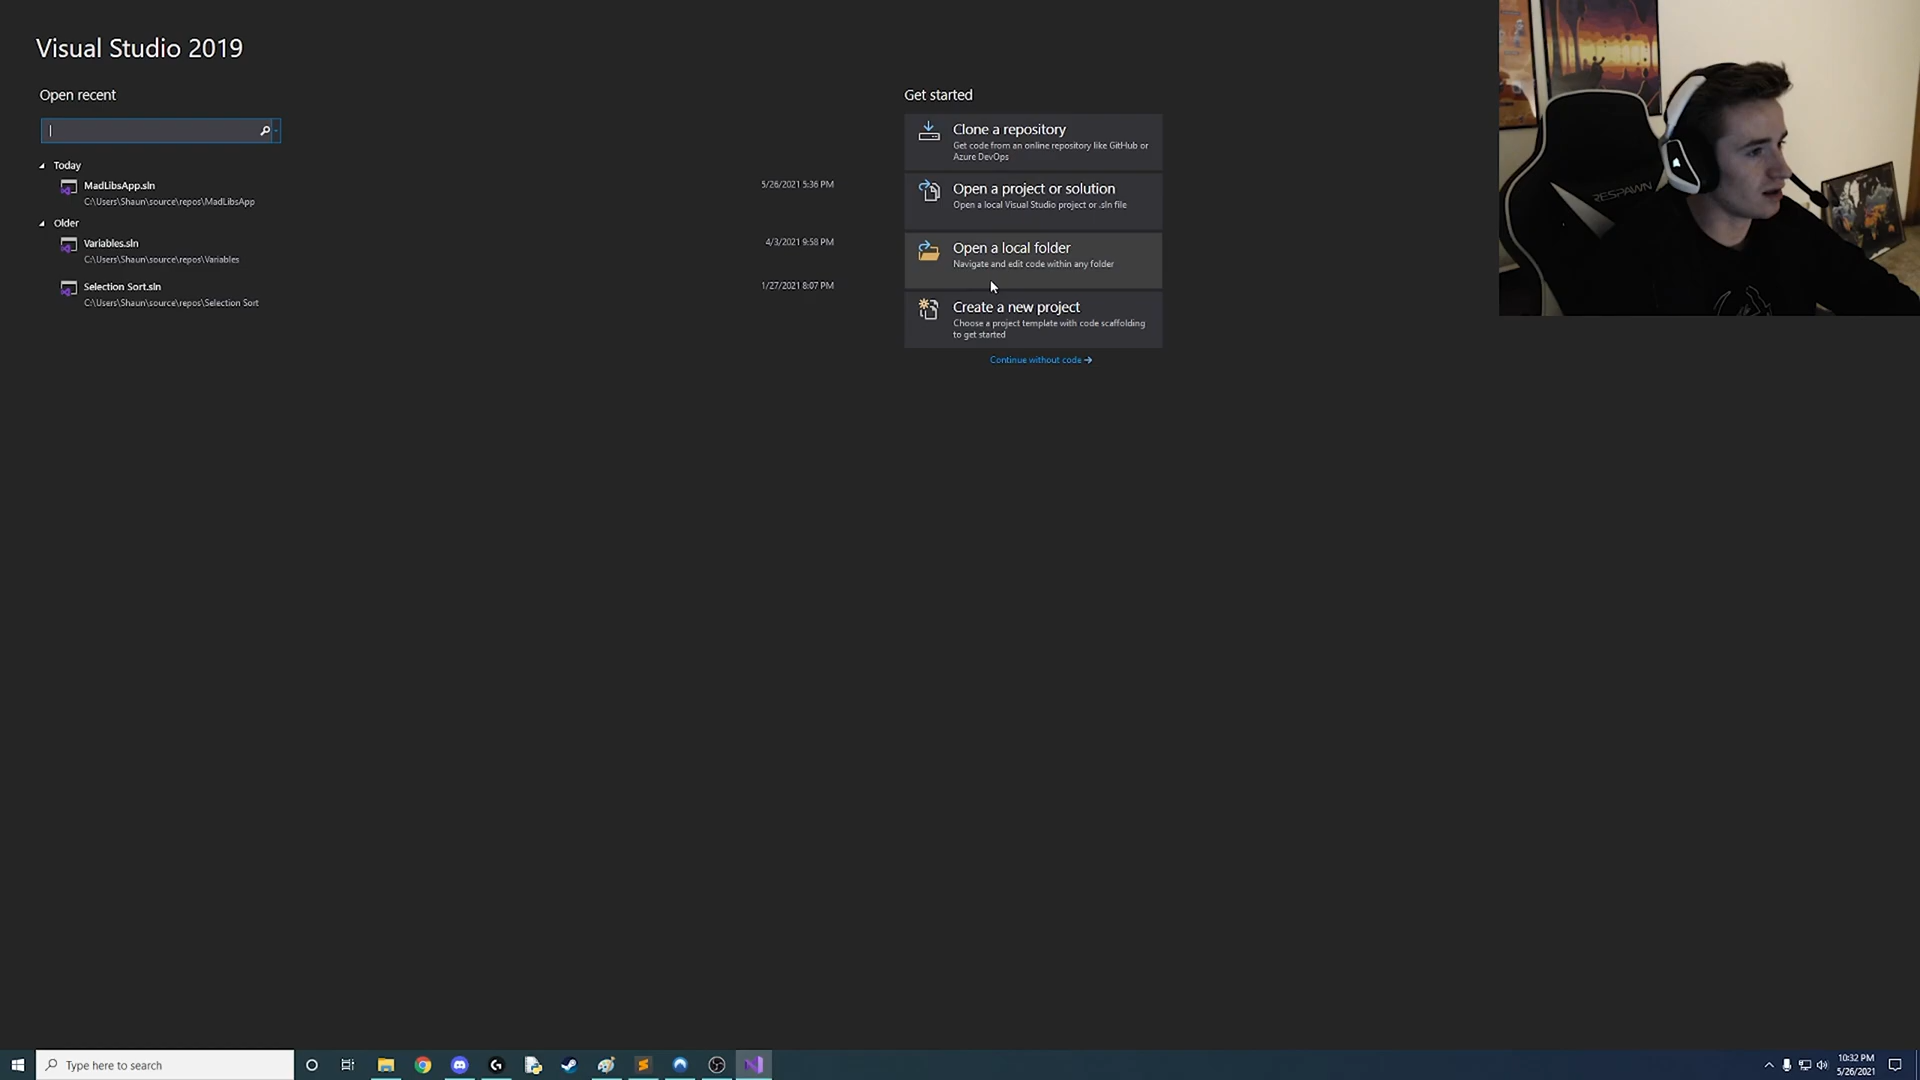 Visual Studio 2019
Open recent
Today
MadLibsApp.sln
5/26/2021 5:36 PM
C:\Users\Shaun\source\repos\MadLibsApp
Older
Variables.sln
4/3/2021 9:58 PM
C:\Users\Shaun\source\repos\Variables
Selection Sort.sln
1/27/2021 8:07 PM
C:\Users\Shaun\source\repos\Selection Sort
Get started
Clone a repository
Get code from an online repository like GitHub or
Azure DevOps
Open a project or solution
Open a local Visual Studio project or .sln file
Open a local folder
Navigate and edit code within any folder
Create a new project
Choose a project template with code scaffolding
to get started
Continue without code
RESPAWN
Type here to search
10:32 PM
5/26/2021